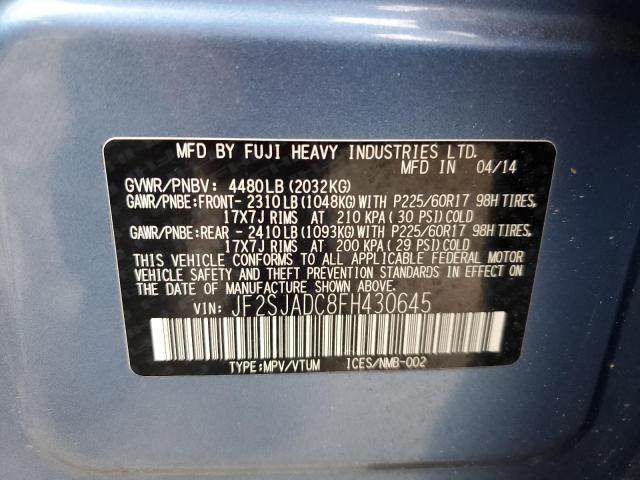 MFD BY FUJI HEAVY INDUSTRIES LTD.
MFD IN 04/14
GVWR/PNBV: 4480LB(2032KG)
GAWR/PNBE:FRONT-2310LB(1048KG)WITH P225/60R17 98H TIRES,
17X7J RIMS AT 210 KPA(30 PSI)COLD
GAWR/PNBE:REAR - 2410LB(1093KG)WITH P225/60R17 98H TIRES,
17X7J RIMS AT 200 KPA(29 PSI)COLD
THIS VEHICLE CONFORMS TO ALL APPLICABLE FEDERAL MOTOR
VEHICLE SAFETY AND THEFT PREVENTION STANDARDS IN EFFECT ON
THE DATE OF MANUFACTURE SHOWN ABOVE.
VIN: JF2SJADC8FH430645
TYPE:MPV/VTUM ICES/NMB-002